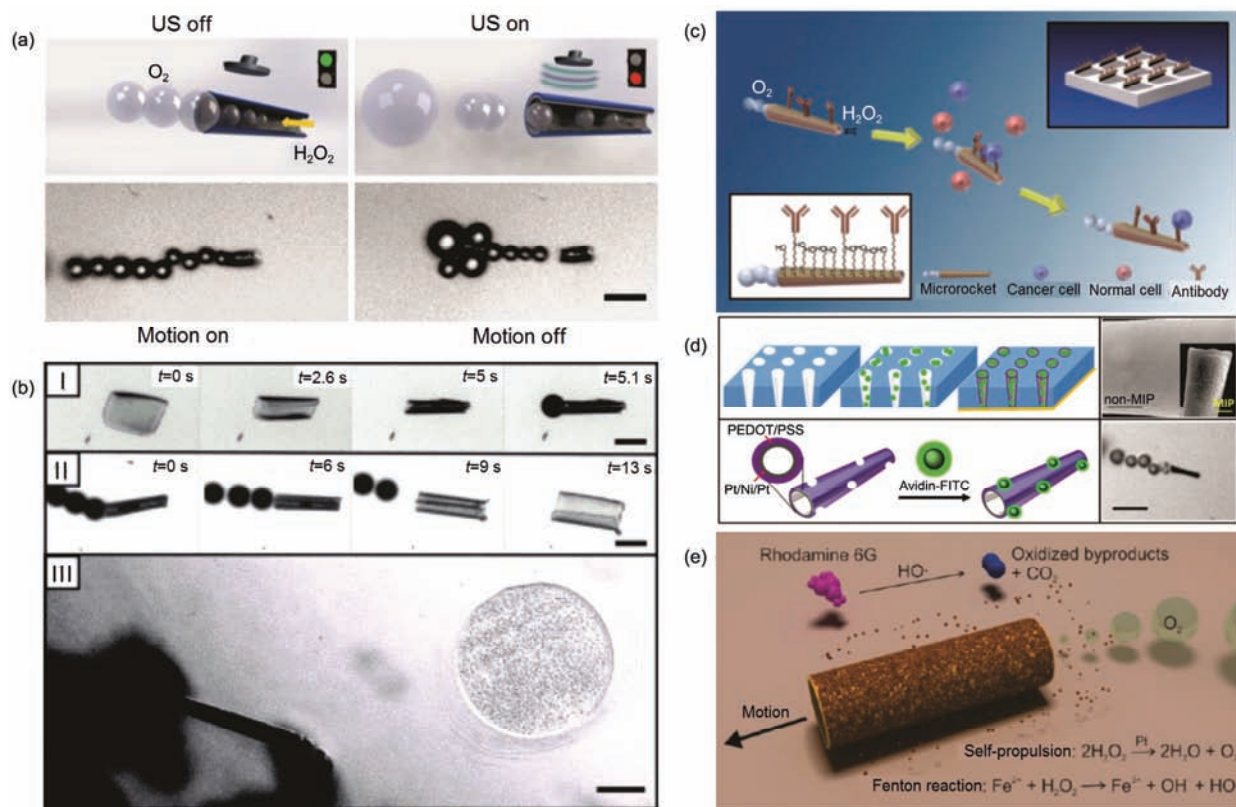 (a)
US off
US on
O₂
H₂O₂
Motion on
Motion off
(b)
I
t=0 s
t=2.6 s
t=5 s
t=5.1 s
II
t=0 s
t=6 s
t=9 s
t=13 s
III
(c)
O₂
H₂O₂
Microrocket
Cancer cell
Normal cell
Antibody
(d)
non-MIP
MIP
PEDOT/PSS
Pt/Ni/Pt
Avidin-FITC
(e)
Rhodamine 6G
HO·
Oxidized byproducts
+ CO₂
O₂
Motion
Self-propulsion: 2H₂O₂ Pt → 2H₂O + O
Fenton reaction: Fe²⁺ + H₂O₂ → Fe²⁺ + OH + HO